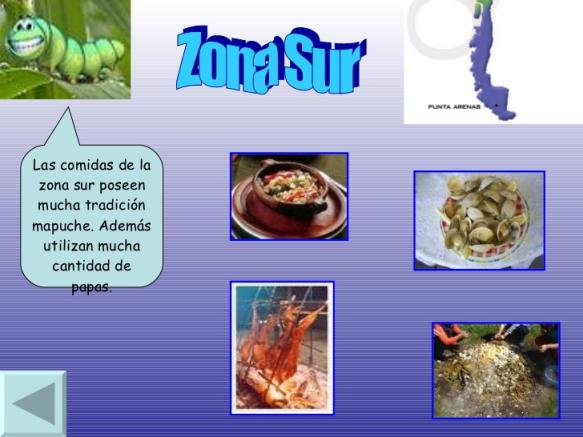 Zona Sur
PUNTA ARENAS
Las comidas de la
zona sur poseen
mucha tradición
mapuche. Además
utilizan mucha
cantidad de
papas.